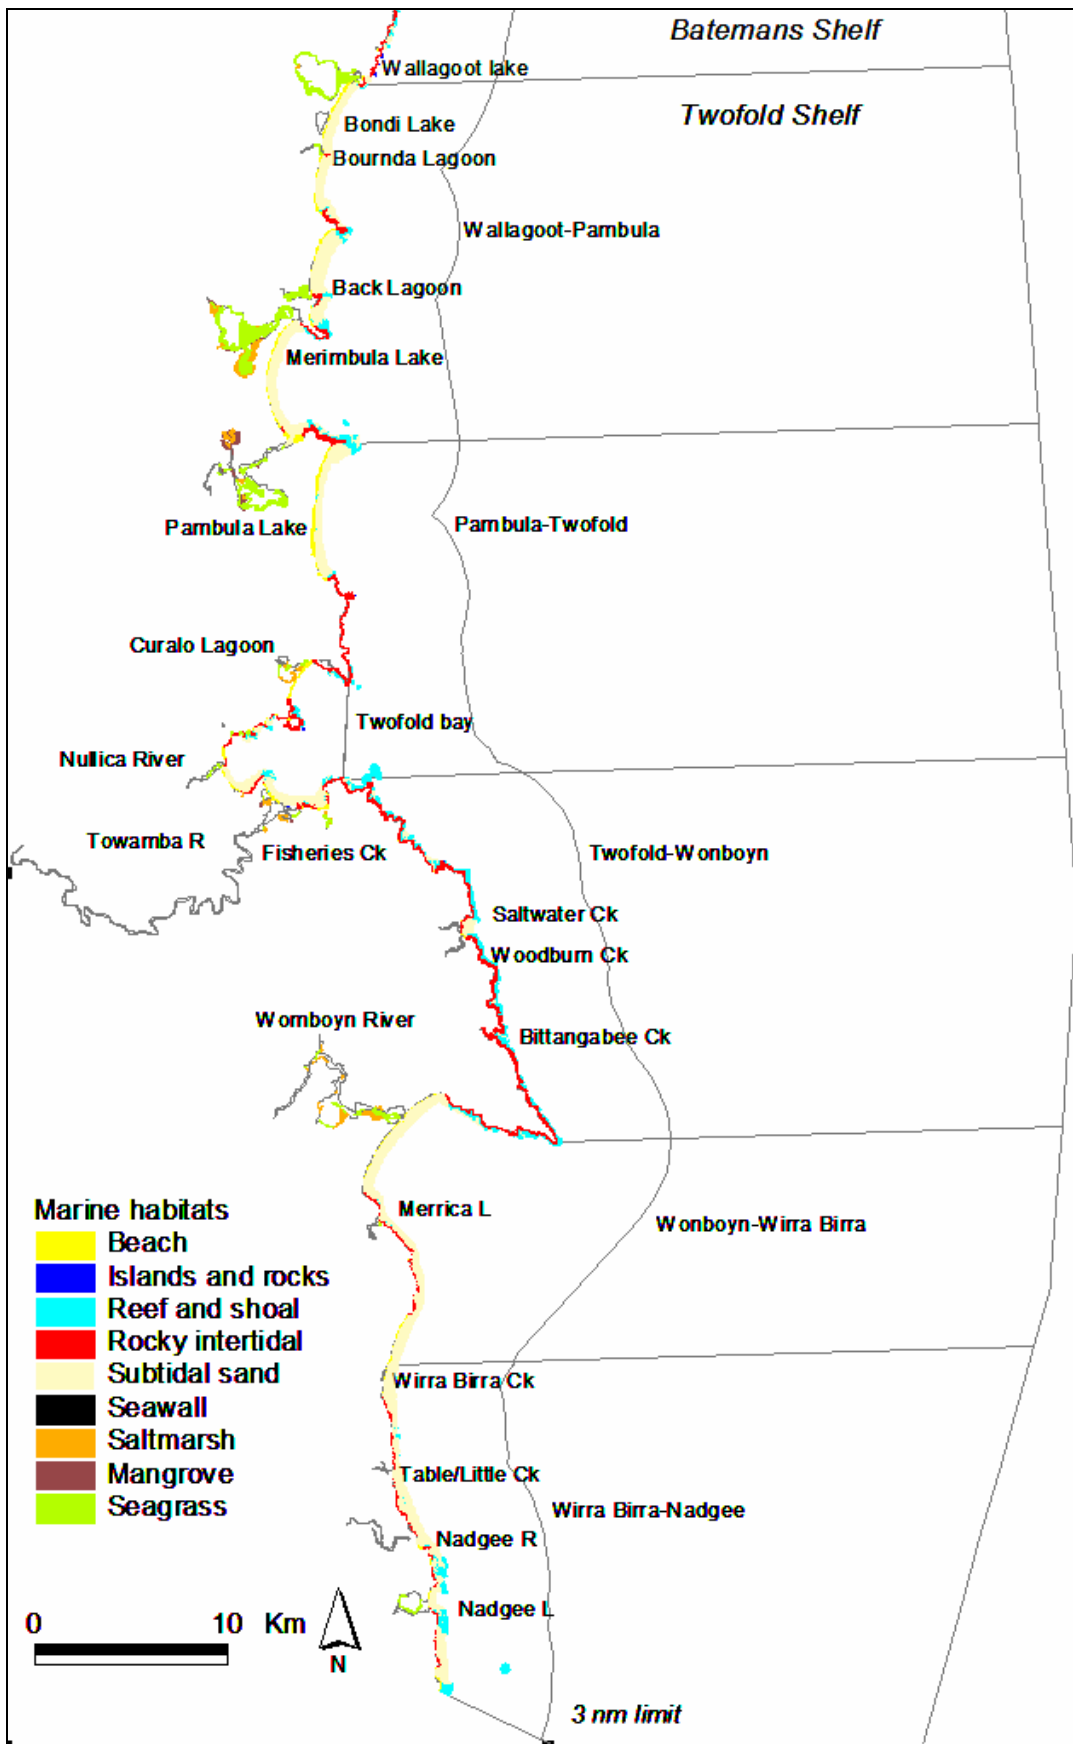 Batemans Shelf
Wallagoot lake
Twofold Shelf
Bondi Lake
Bournda Lagoon
Wallagoot-Pambula
Back Lagoon
Merimbula Lake
Pambula Lake
Pambula-Twofold
Curalo Lagoon
Twofold bay
Nullica River
Towamba R
Fisheries Ck
Twofold-Wonboyn
Saltwater Ck
Woodburn Ck
Womboyn River
Bittangabee Ck
Merrica L
Wonboyn-Wirra Birra
Marine habitats
Beach
Islands and rocks
Reef and shoal
Rocky intertidal
Subtidal sand
Seawall
Saltmarsh
Mangrove
Seagrass
Wirra Birra Ck
Table/Little Ck
Wirra Birra-Nadgee
Nadgee R
Nadgee L
0 10 Km
N
3 nm limit